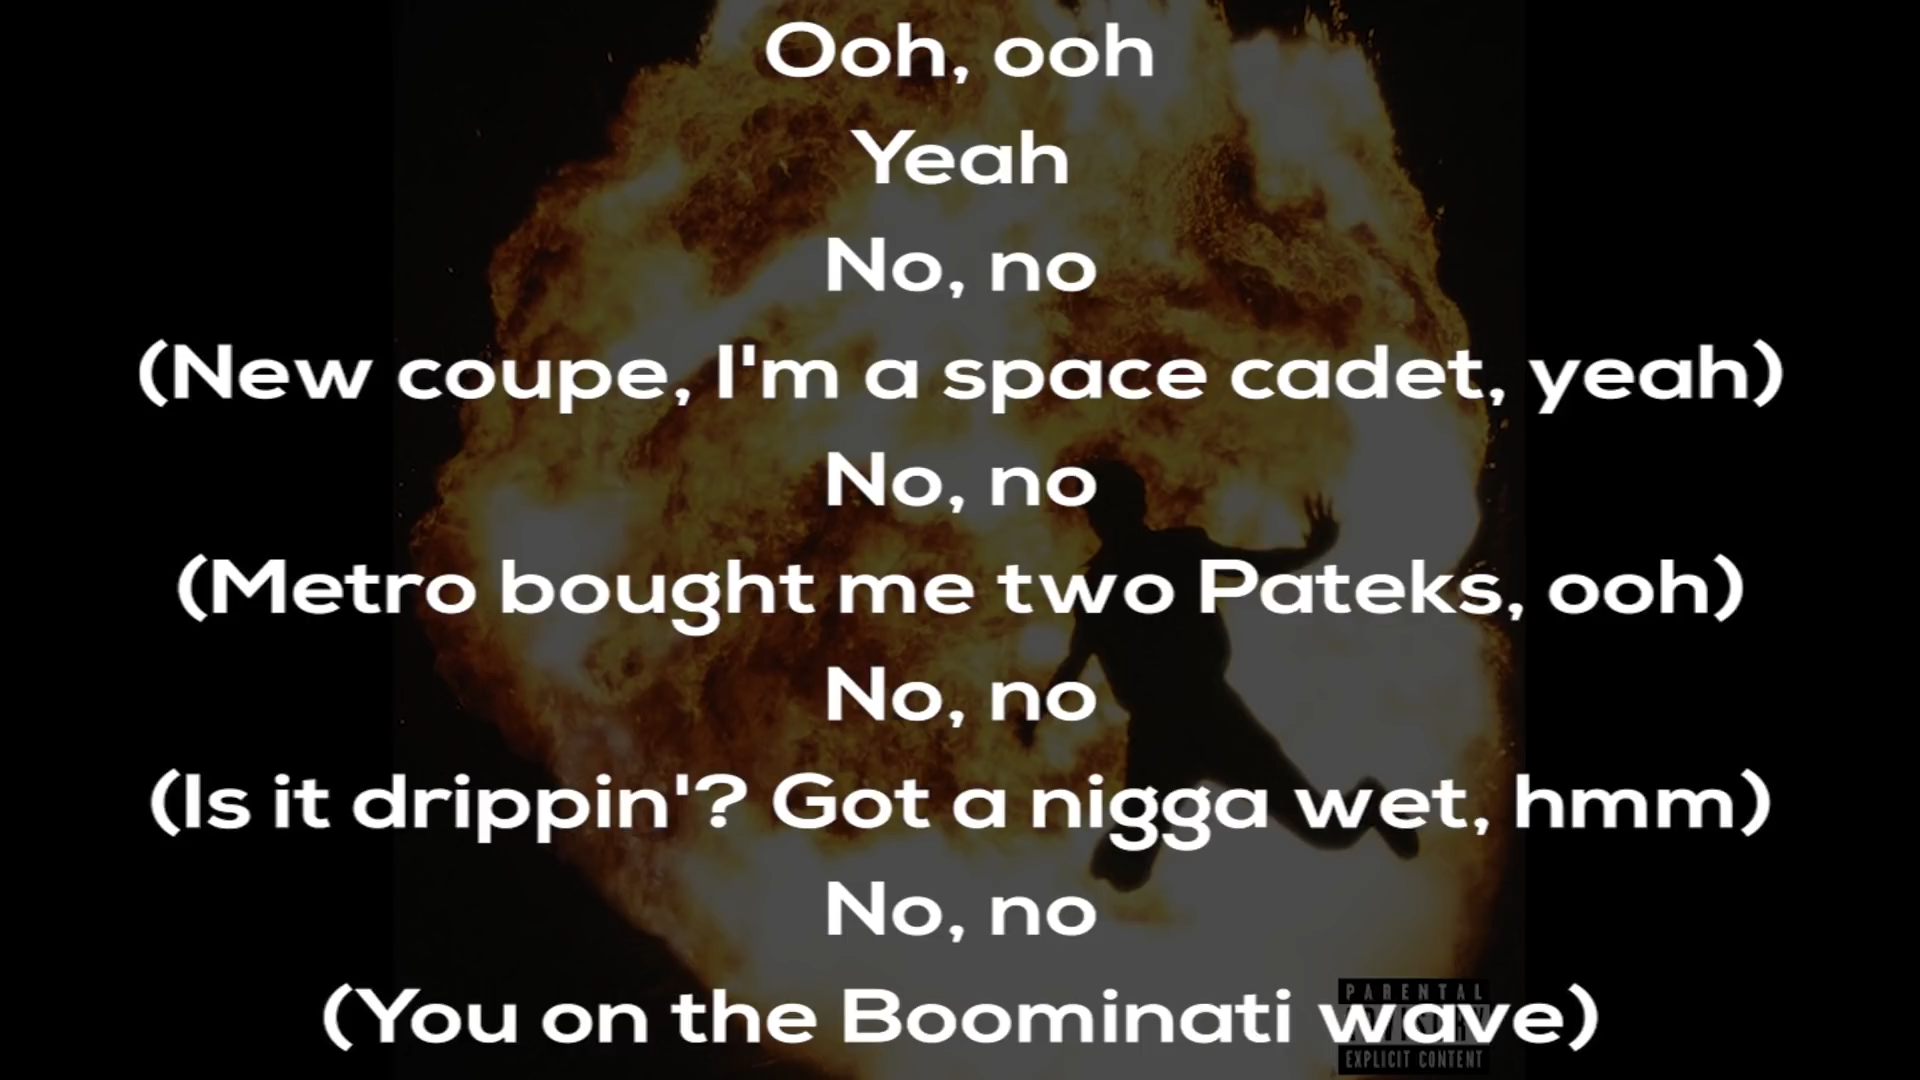 Ooh, ooh
Yeah
No, no
(New coupe, I'm a space cadet, yeah)
No, no
(Metro bought me two Pateks, ooh)
No, no
(Is it drippin'? Got a nigga wet, hmm)
No, no
(You on the Boominati wave)
PARENTAL
EXPLICIT CONTENT